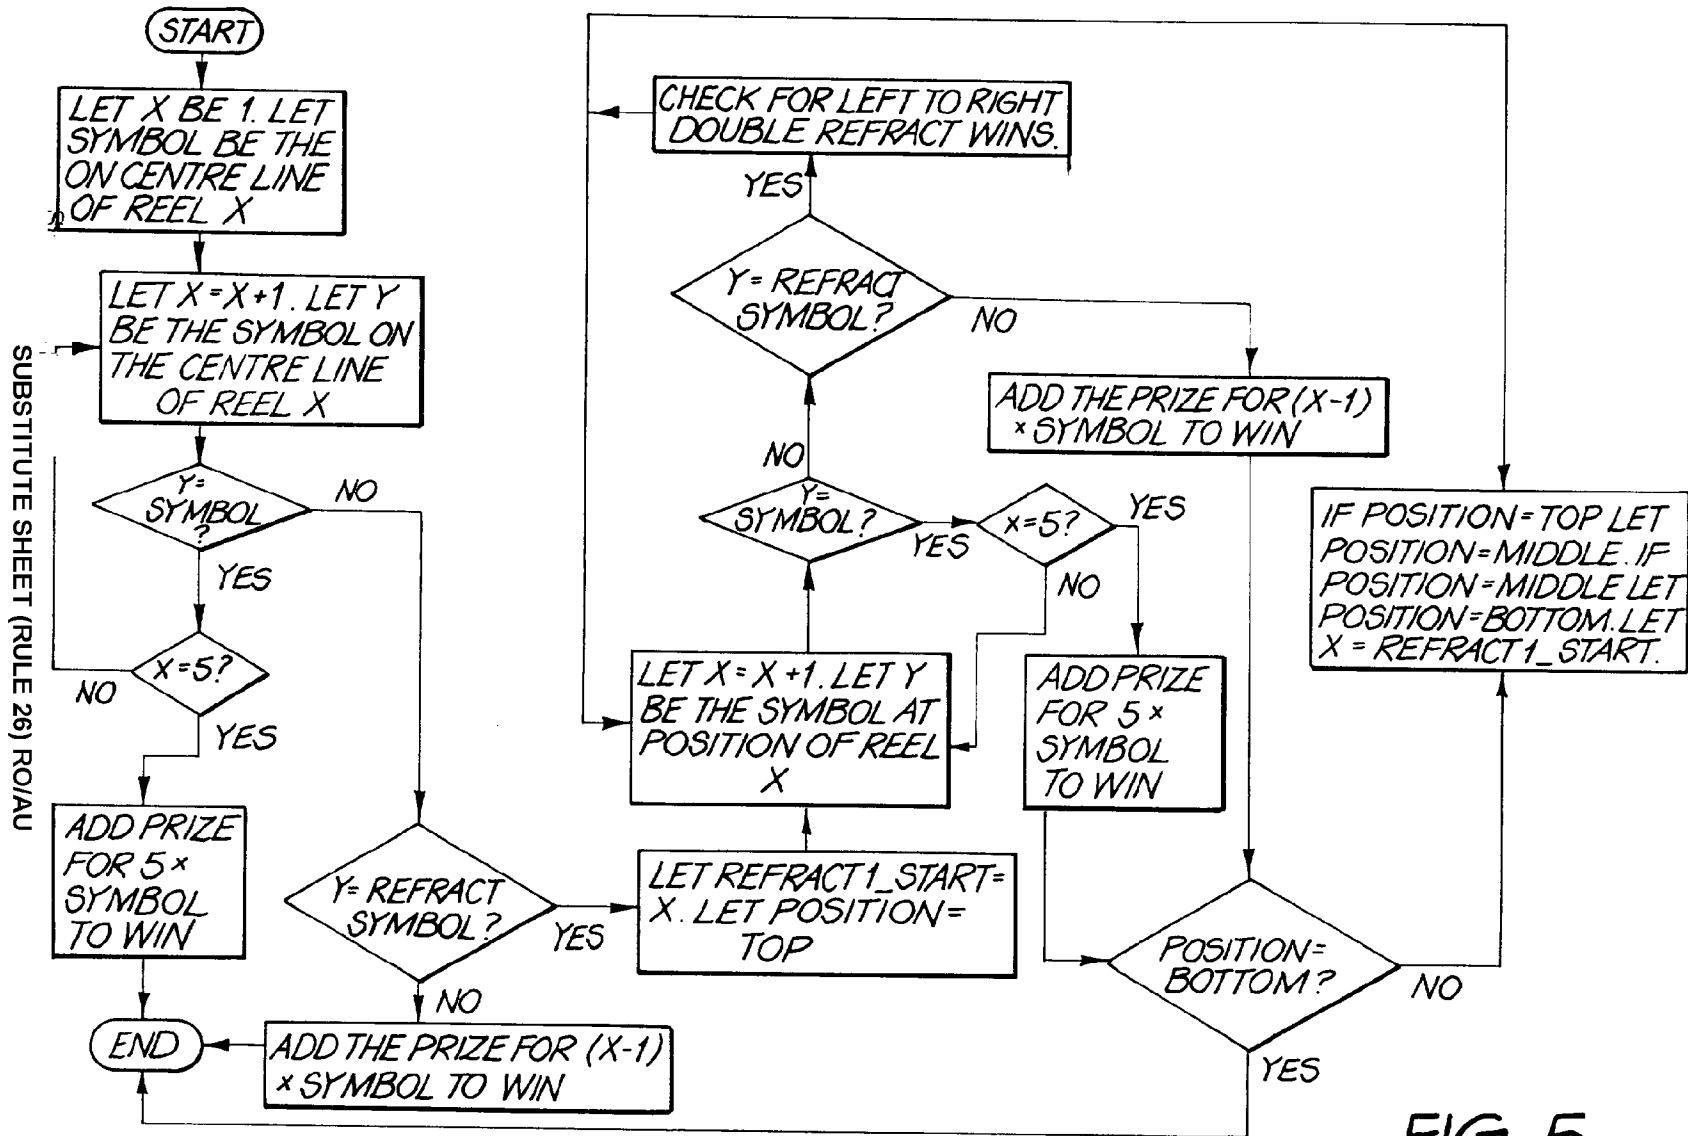 START
LET X BE 1. LET
SYMBOL BE THE
ON CENTRE LINE
OF REEL X
LET X=X+1. LET Y
BE THE SYMBOL ON
THE CENTRE LINE
OF REEL X
Y=
SYMBOL
?
NO
YES
X=5?
NO
YES
ADD PRIZE
FOR 5×
SYMBOL
TO WIN
END
Y= REFRACT
SYMBOL?
YES
NO
ADD THE PRIZE FOR (X-1)
× SYMBOL TO WIN
LET REFRACT1_START=
X. LET POSITION=
TOP
LET X=X+1. LET Y
BE THE SYMBOL AT
POSITION OF REEL
X
Y=
SYMBOL?
NO
YES
X=5?
YES
NO
ADD PRIZE
FOR 5×
SYMBOL
TO WIN
Y= REFRACT
SYMBOL?
YES
NO
CHECK FOR LEFT TO RIGHT
DOUBLE REFRACT WINS.
ADD THE PRIZE FOR (X-1)
× SYMBOL TO WIN
POSITION=
BOTTOM?
NO
YES
IF POSITION=TOP LET
POSITION=MIDDLE. IF
POSITION=MIDDLE LET
POSITION=BOTTOM. LET
X = REFRACT1_START.
SUBSTITUTE SHEET (RULE 26) RO/AU
FIG. 5